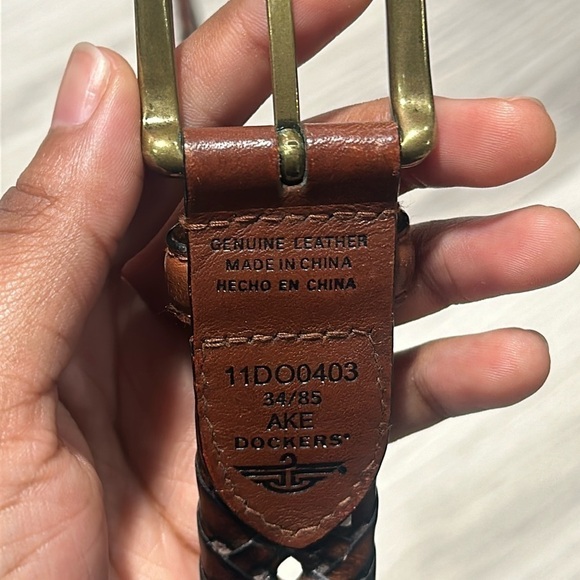 GENUINE LEATHER
MADE IN CHINA
HECHO EN CHINA
11DO0403
34/85
AKE
DOCKERS®